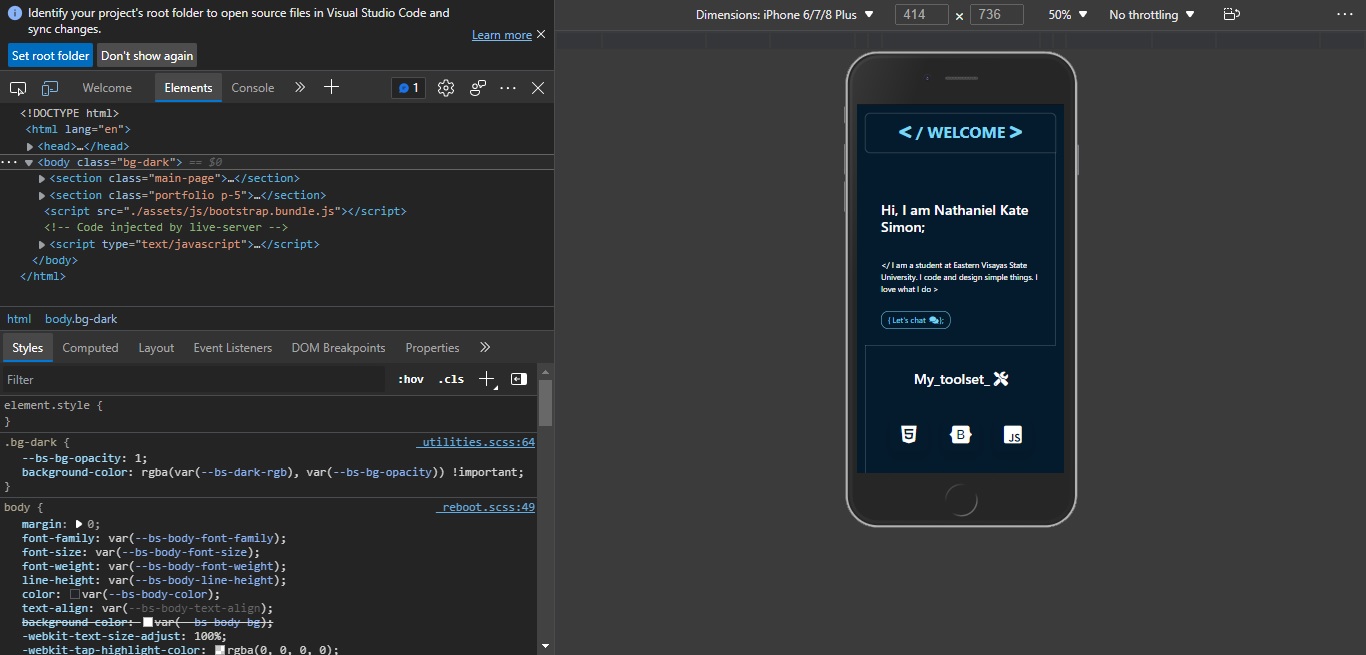 Identify your project's root folder to open source files in Visual Studio Code and
sync changes.
Learn more
Set root folder Don't show again
Welcome Elements Console 1
<!DOCTYPE html>
<html lang="en">
<head>…</head>
<body class="bg-dark"> == $0
<section class="main-page">…</section>
<section class="portfolio p-5">…</section>
<script src="./assets/js/bootstrap.bundle.js"></script>
<!-- Code injected by live-server -->
<script type="text/javascript">…</script>
</body>
</html>
html body.bg-dark
Styles Computed Layout Event Listeners DOM Breakpoints Properties
Filter :hov .cls
element.style {
}
.bg-dark { _utilities.scss:64
--bs-bg-opacity: 1;
background-color: rgba(var(--bs-dark-rgb), var(--bs-bg-opacity)) !important;
}
body { _reboot.scss:49
margin: 0;
font-family: var(--bs-body-font-family);
font-size: var(--bs-body-font-size);
font-weight: var(--bs-body-font-weight);
line-height: var(--bs-body-line-height);
color: var(--bs-body-color);
text-align: var(--bs-body-text-align);
background-color: var(--bs-body-bg);
-webkit-text-size-adjust: 100%;
-webkit-tap-highlight-color: rgba(0, 0, 0, 0);
Dimensions: iPhone 6/7/8 Plus 414 × 736 50% No throttling
</ WELCOME >
Hi, I am Nathaniel Kate
Simon;
</ I am a student at Eastern Visayas State
University. I code and design simple things. I
love what I do >
{ Let's chat };
My_toolset_
5 B JS